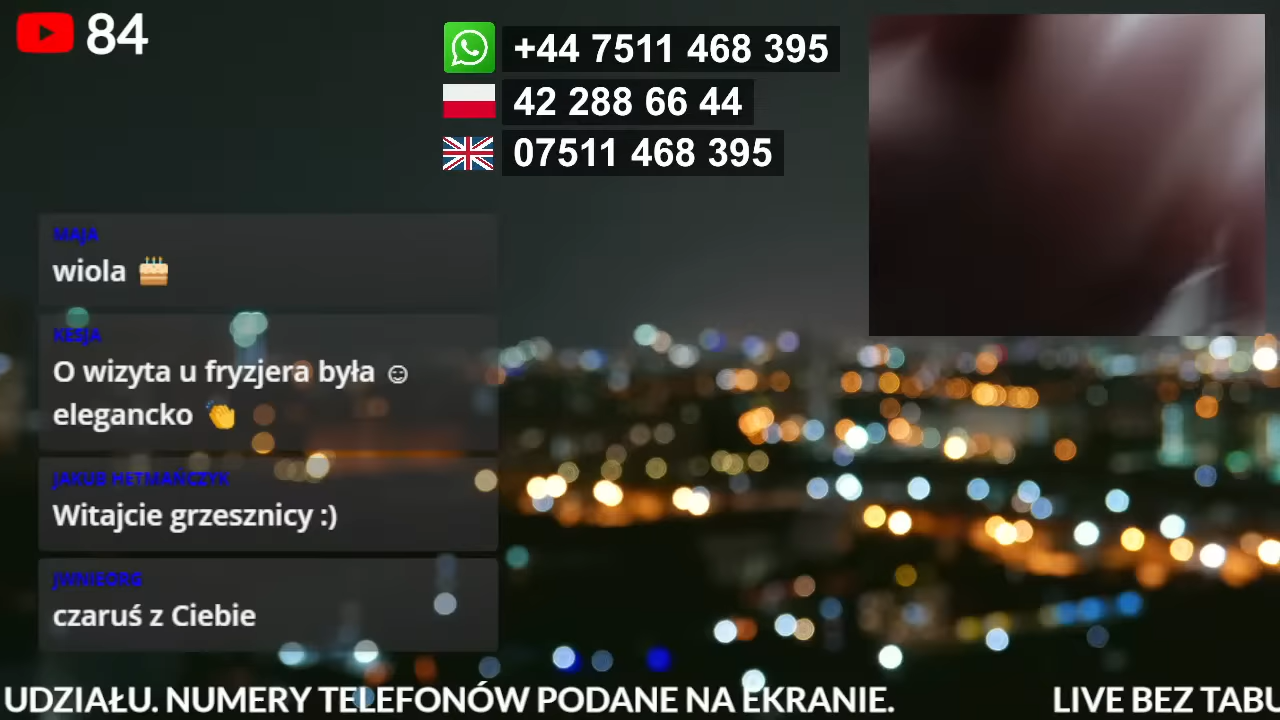 84
+44 7511 468 395
42 288 66 44
07511 468 395
MAJA
wiola 🎂
KESJA
O wizyta u fryzjera była ☺
elegancko 👏
JAKUB HETMAŃCZYK
Witajcie grzesznicy :)
JWNIEORG
czaruś z Ciebie
UDZIAŁU. NUMERY TELEFONÓW PODANE NA EKRANIE. LIVE BEZ TABU